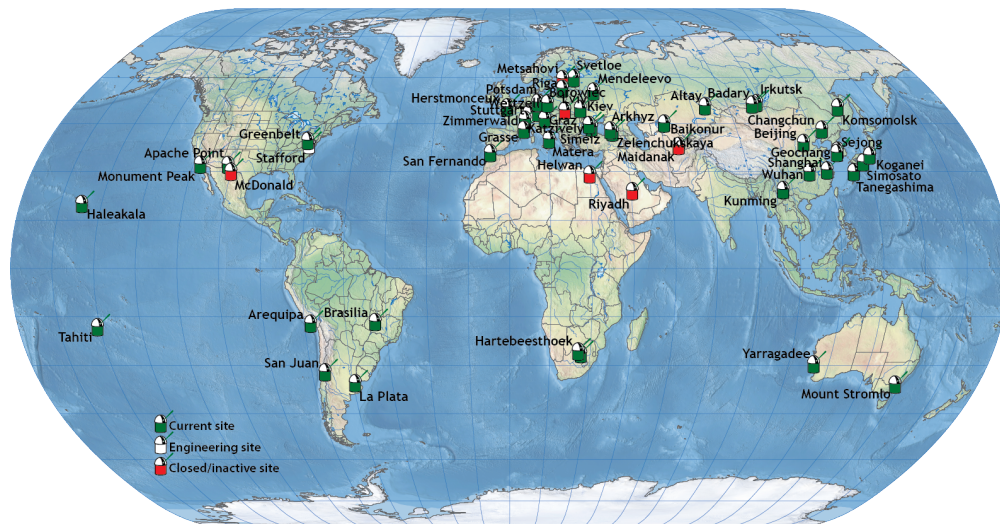 Metsahovi
Svetloe
Riga
Mendeleevo
Potsdam
Borowiec
Herstmonceux
Wettzell
Kiev
Stuttgart
Zimmerwald
Graz
Katzively
Arkhyz
Grasse
Simeiz
Zelenchukskaya
Matera
Maidanak
San Fernando
Helwan
Riyadh
Altay
Badary
Irkutsk
Baikonur
Changchun
Komsomolsk
Beijing
Sejong
Geochang
Shanghai
Koganei
Wuhan
Simosato
Tanegashima
Kunming
Greenbelt
Stafford
Apache Point
Monument Peak
McDonald
Haleakala
Tahiti
Arequipa
Brasilia
San Juan
La Plata
Hartebeesthoek
Yarragadee
Mount Stromlo
Current site
Engineering site
Closed/inactive site